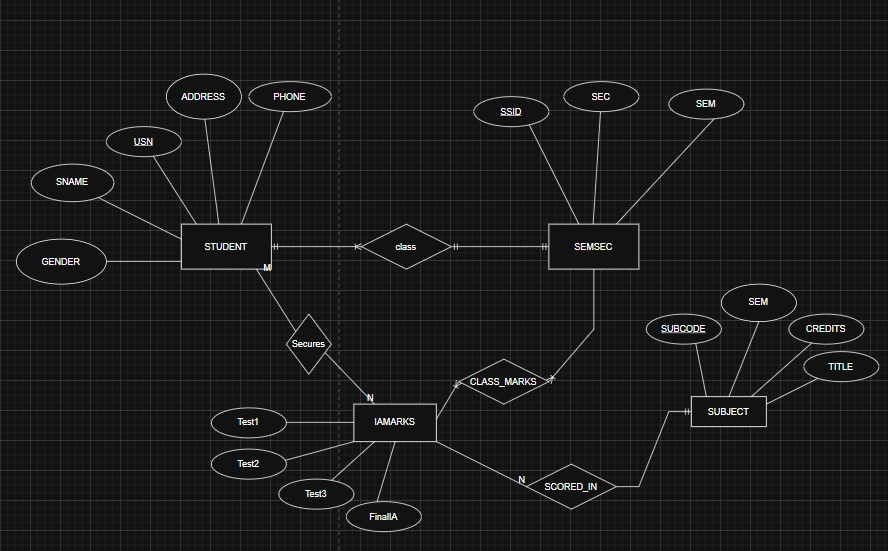 ADDRESS
PHONE
SSID
SEC
SEM
USN
SNAME
GENDER
STUDENT
class
SEMSEC
M
SEM
SUBCODE
CREDITS
TITLE
Secures
CLASS_MARKS
N
IAMARKS
SUBJECT
Test1
Test2
Test3
FinalIA
N
SCORED_IN